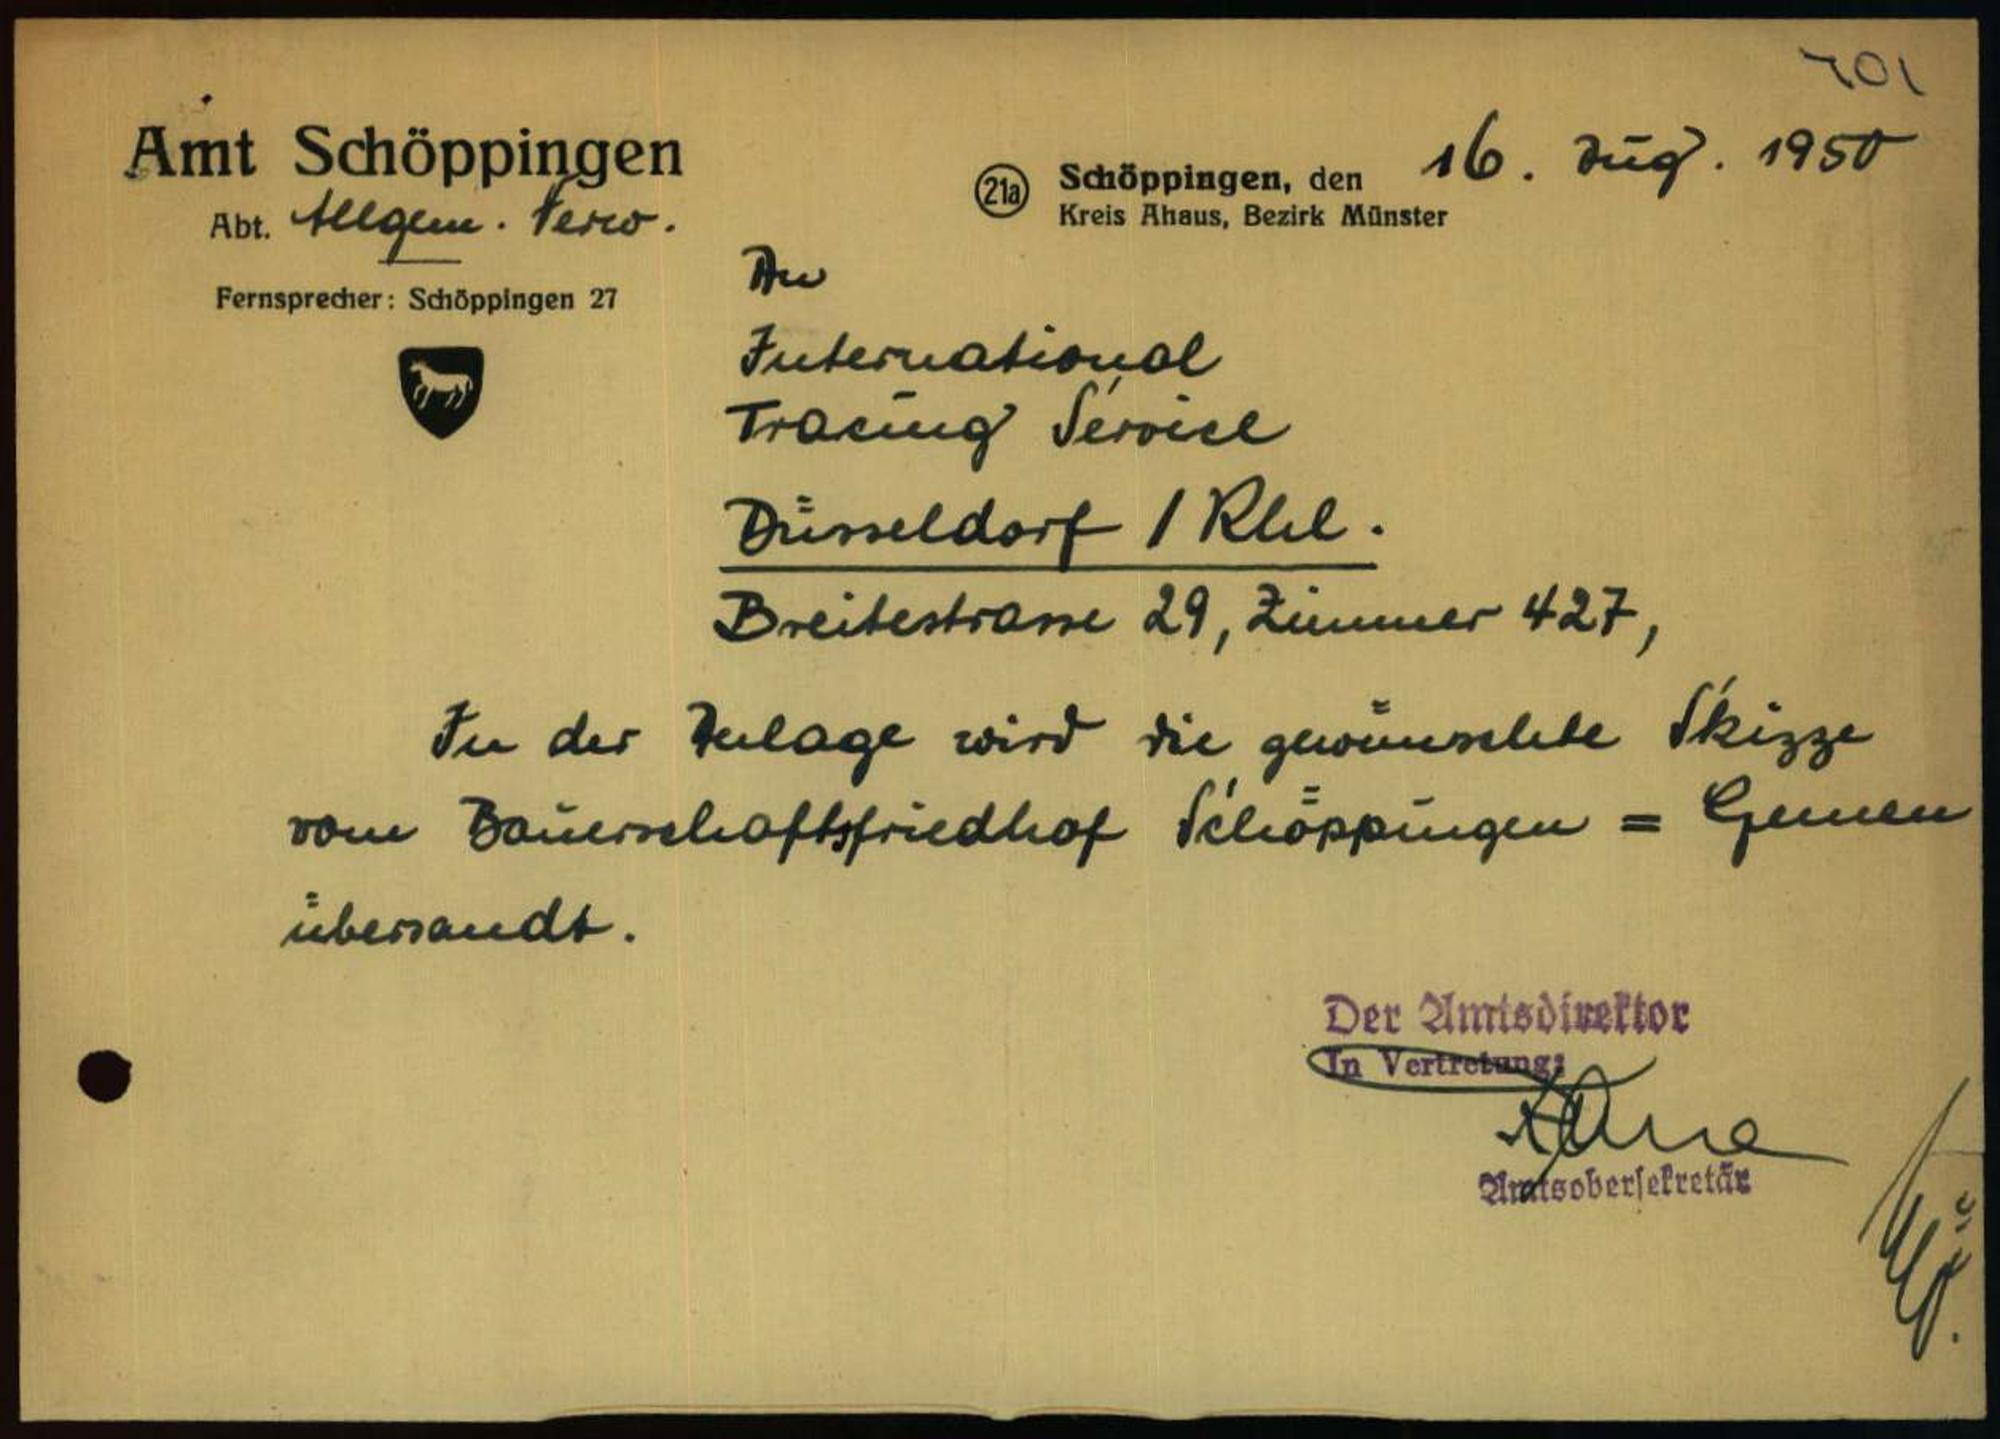 701
Amt Schöppingen
Abt. Allgem. Verw.
Fernsprecher: Schöppingen 27
21a Schöppingen, den 16. Aug. 1950
Kreis Ahaus, Bezirk Münster
An
International
Tracing Service
Düsseldorf / Rhl.
Breitestrasse 29, Zimmer 427,
In der Anlage wird die gewünschte Skizze
vom Bauerschaftsfriedhof Schöppingen = Gemen
übersandt.
Der Amtsdirektor
In Vertretung:
Amtsobersekretär